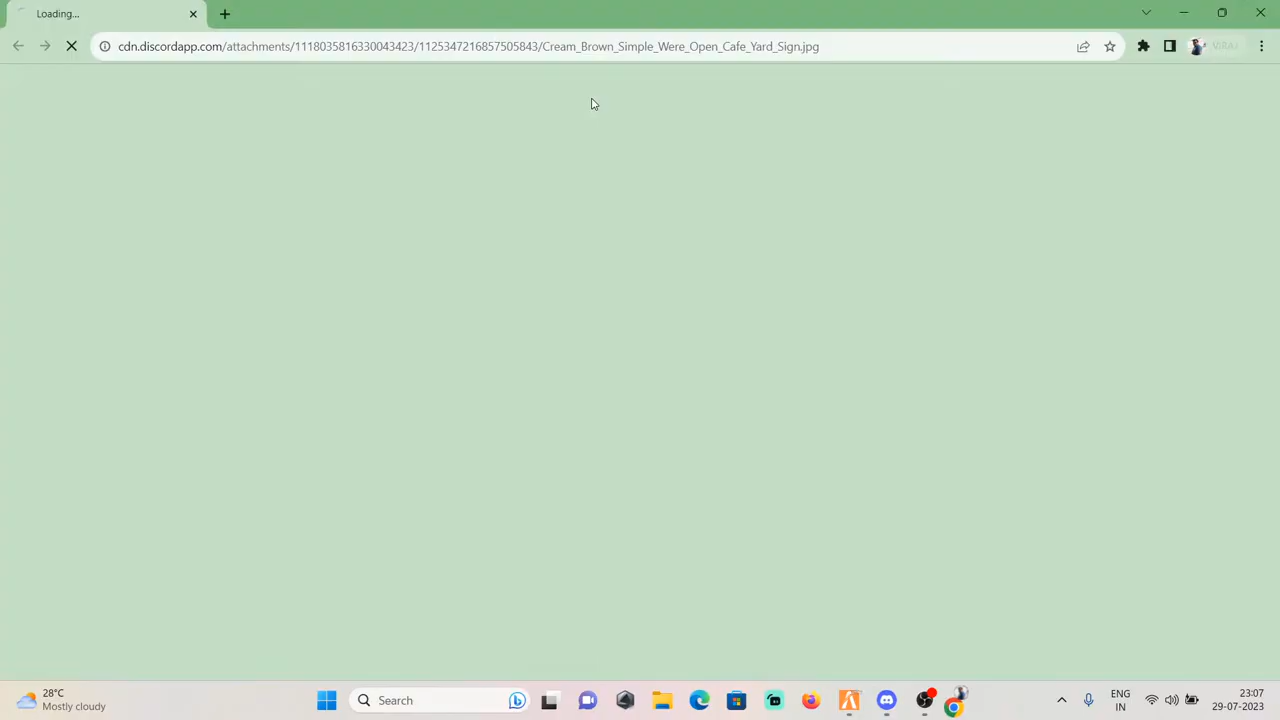 Loading...
cdn.discordapp.com/attachments/1118035816330043423/1125347216857505843/Cream_Brown_Simple_Were_Open_Cafe_Yard_Sign.jpg
VIRAJ
28°C
Mostly cloudy
Search
ENG
IN
23:07
29-07-2023